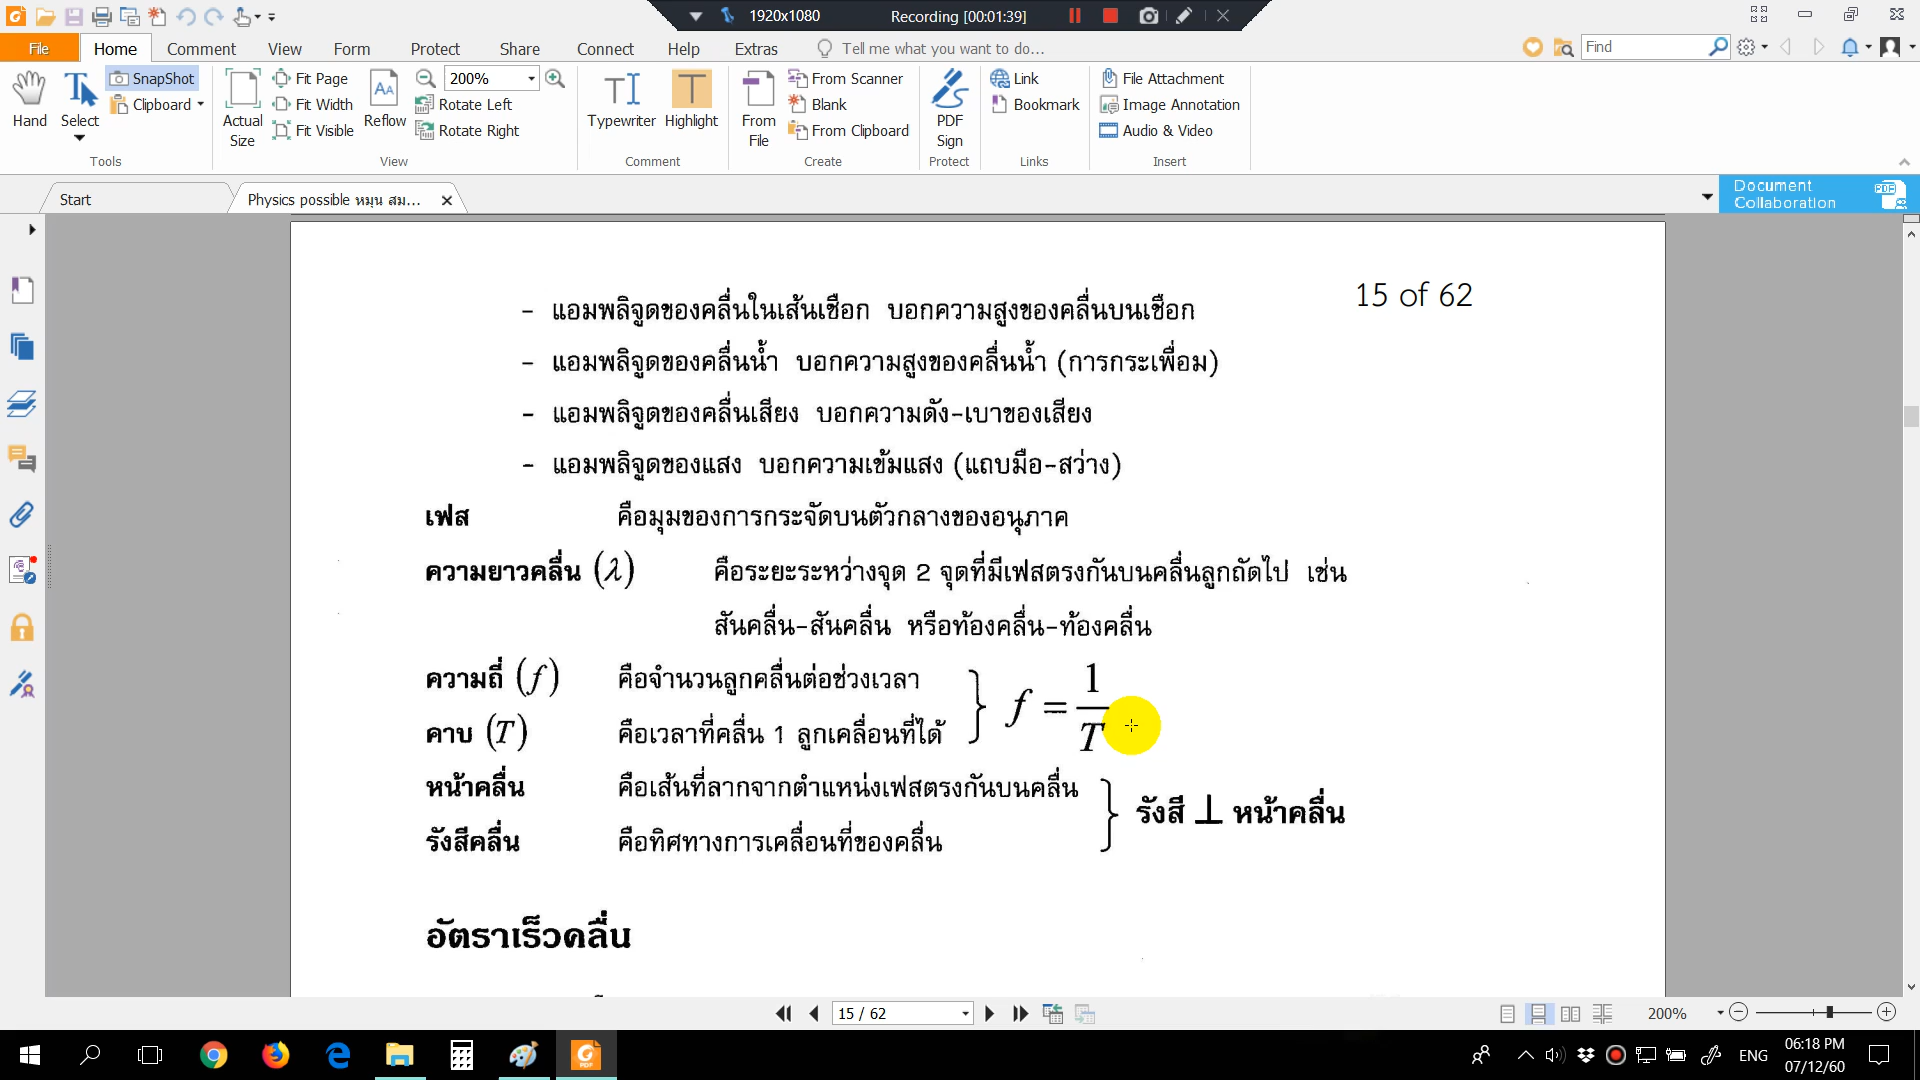 1920x1080
Recording [00:01:39]
File Home Comment View Form Protect Share Connect Help Extras Tell me what you want to do... Find
SnapShot Fit Page 200% From Scanner Link File Attachment
Clipboard Fit Width Rotate Left Blank Bookmark Image Annotation
Hand Select Actual Size Fit Visible Reflow Rotate Right Typewriter Highlight From File From Clipboard PDF Sign Audio & Video
Tools View Comment Create Protect Links Insert
Start Physics possible หมุน สม... Document Collaboration
15 of 62
- แอมพลิจูดของคลื่นในเส้นเชือก บอกความสูงของคลื่นบนเชือก
- แอมพลิจูดของคลื่นน้ำ บอกความสูงของคลื่นน้ำ (การกระเพื่อม)
- แอมพลิจูดของคลื่นเสียง บอกความดัง-เบาของเสียง
- แอมพลิจูดของแสง บอกความเข้มแสง (แถบมืด-สว่าง)
เฟส คือมุมของการกระจัดบนตัวกลางของอนุภาค
ความยาวคลื่น (λ) คือระยะระหว่างจุด 2 จุดที่มีเฟสตรงกันบนคลื่นลูกถัดไป เช่น
สันคลื่น-สันคลื่น หรือท้องคลื่น-ท้องคลื่น
ความถี่ (f) คือจำนวนลูกคลื่นต่อช่วงเวลา
คาบ (T) คือเวลาที่คลื่น 1 ลูกเคลื่อนที่ได้
f = 1/T
หน้าคลื่น คือเส้นที่ลากจากตำแหน่งเฟสตรงกันบนคลื่น
รังสีคลื่น คือทิศทางการเคลื่อนที่ของคลื่น
รังสี ⊥ หน้าคลื่น
อัตราเร็วคลื่น
15 / 62
200%
ENG
06:18 PM
07/12/60